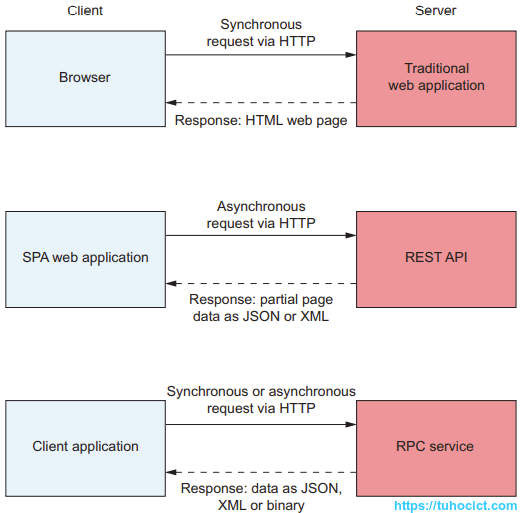 Client
Server
Synchronous
request via HTTP
Browser
Traditional
web application
Response: HTML web page
Asynchronous
request via HTTP
SPA web application
REST API
Response: partial page
data as JSON or XML
Synchronous or asynchronous
request via HTTP
Client application
RPC service
Response: data as JSON,
XML or binary
https://tuhocict.com